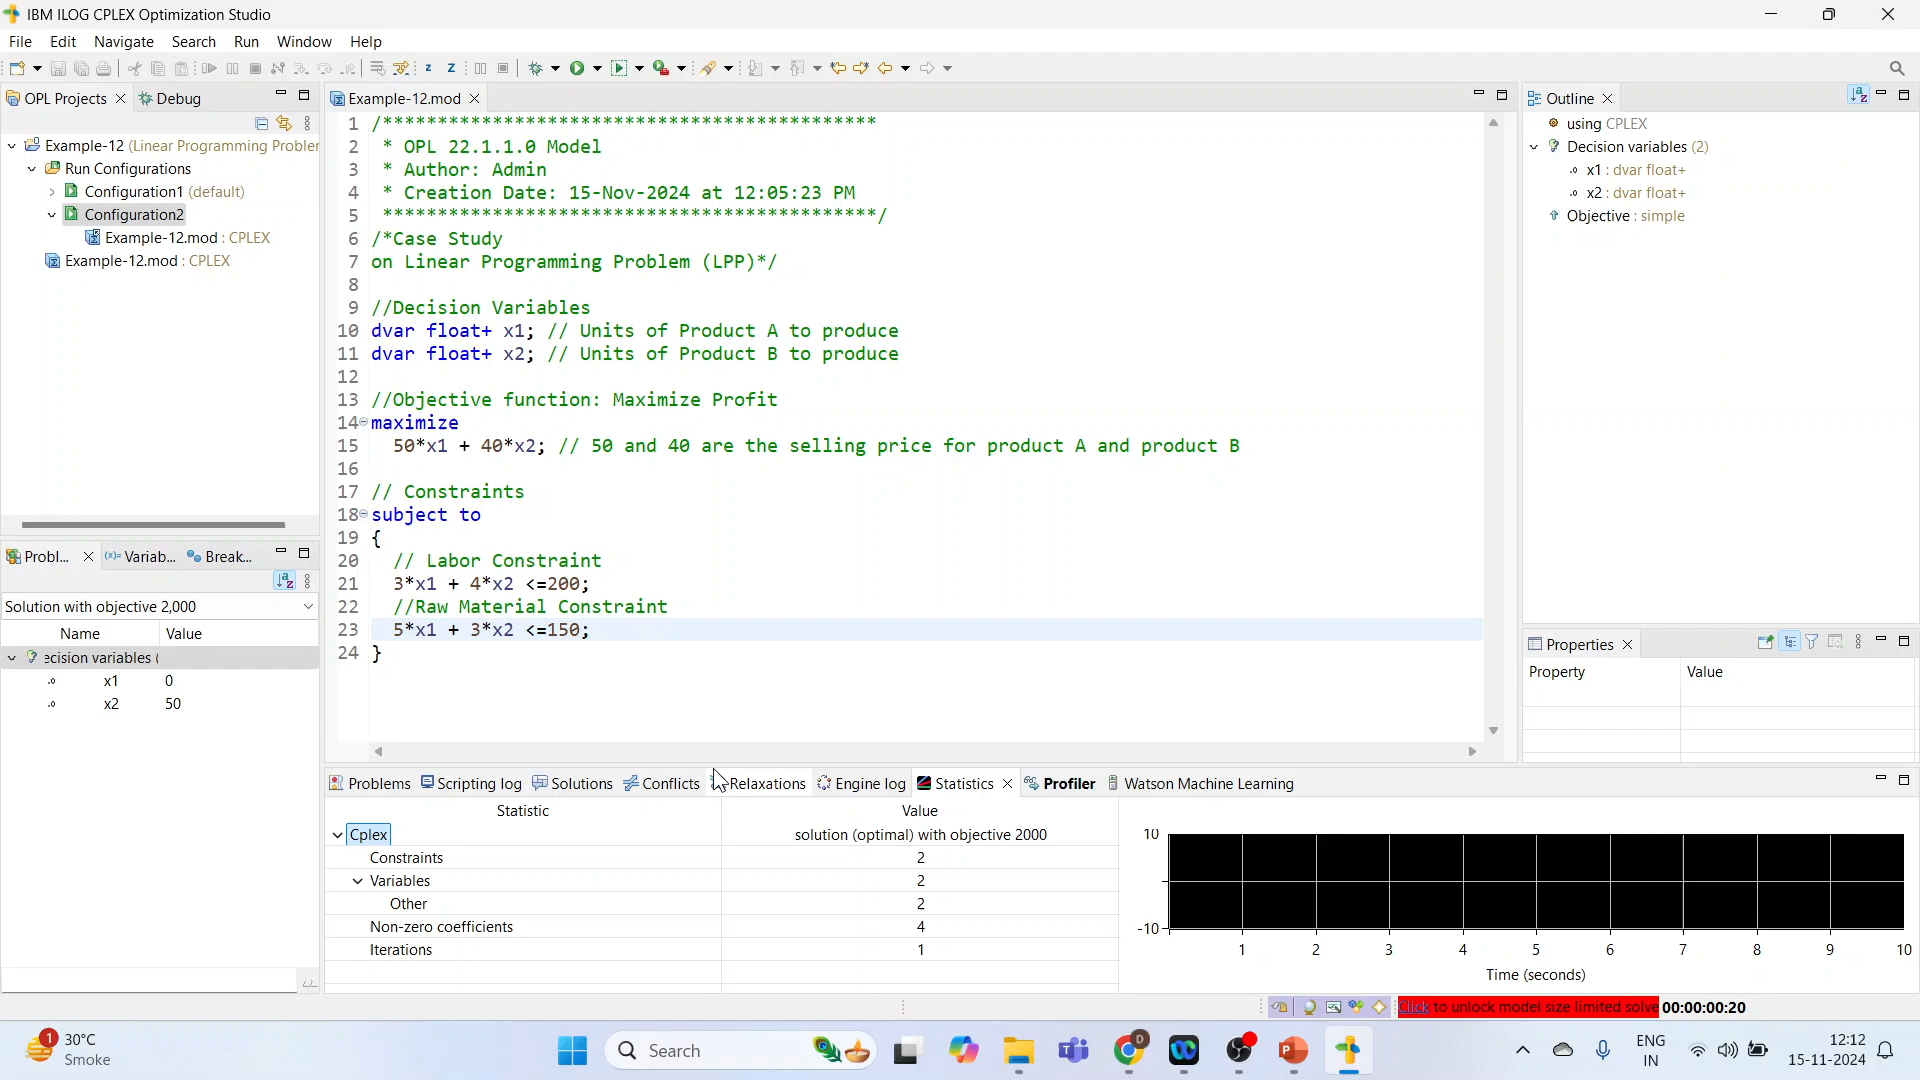 IBM ILOG CPLEX Optimization Studio
File Edit Navigate Search Run Window Help
OPL Projects Debug
Example-12 (Linear Programming Probler
Run Configurations
Configuration1 (default)
Configuration2
Example-12.mod : CPLEX
Example-12.mod : CPLEX
Probl... (x)= Variab... Break...
Solution with objective 2,000
Name Value
ecision variables (
x1 0
x2 50
Example-12.mod
1 /*********************************************
2 * OPL 22.1.1.0 Model
3 * Author: Admin
4 * Creation Date: 15-Nov-2024 at 12:05:23 PM
5 *********************************************/
6 /*Case Study
7 on Linear Programming Problem (LPP)*/
8
9 //Decision Variables
10 dvar float+ x1; // Units of Product A to produce
11 dvar float+ x2; // Units of Product B to produce
12
13 //Objective function: Maximize Profit
14 maximize
15 50*x1 + 40*x2; // 50 and 40 are the selling price for product A and product B
16
17 // Constraints
18 subject to
19 {
20 // Labor Constraint
21 3*x1 + 4*x2 <=200;
22 //Raw Material Constraint
23 5*x1 + 3*x2 <=150;
24 }
Outline
using CPLEX
Decision variables (2)
x1 : dvar float+
x2 : dvar float+
Objective : simple
Properties
Property Value
Problems Scripting log Solutions Conflicts Relaxations Engine log Statistics Profiler Watson Machine Learning
Statistic Value
Cplex solution (optimal) with objective 2000
Constraints 2
Variables 2
Other 2
Non-zero coefficients 4
Iterations 1
10
-10
1 2 3 4 5 6 7 8 9 10
Time (seconds)
Click to unlock model size limited solve 00:00:00:20
1
30°C
Smoke
Search
ENG
IN
12:12
15-11-2024